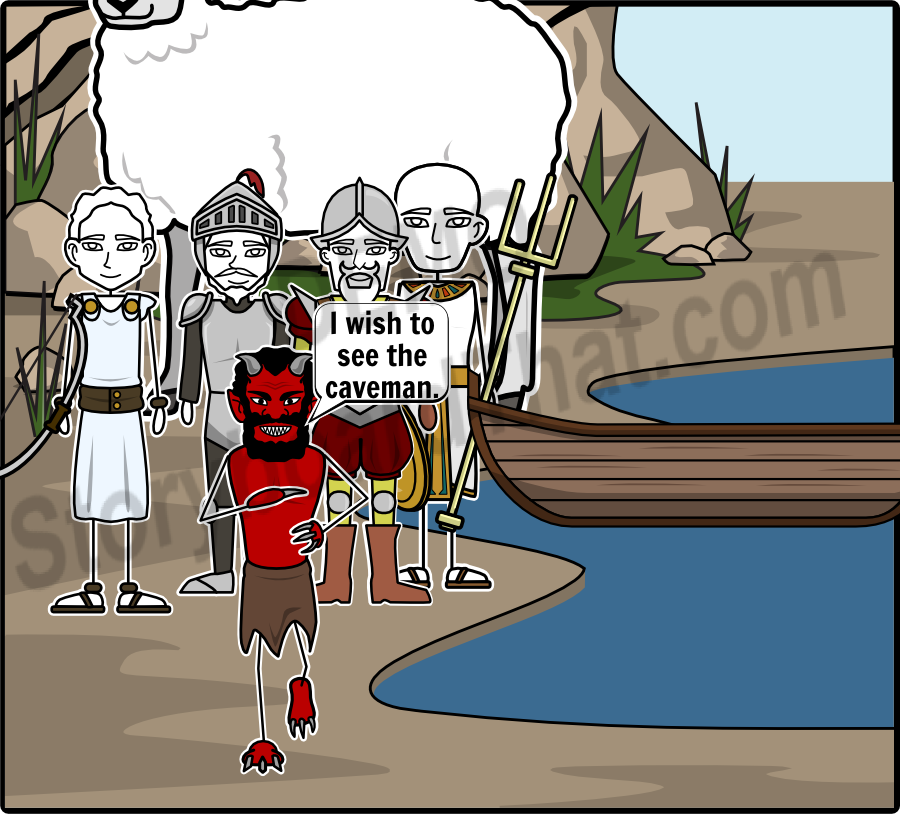 I wish to
see the
caveman.